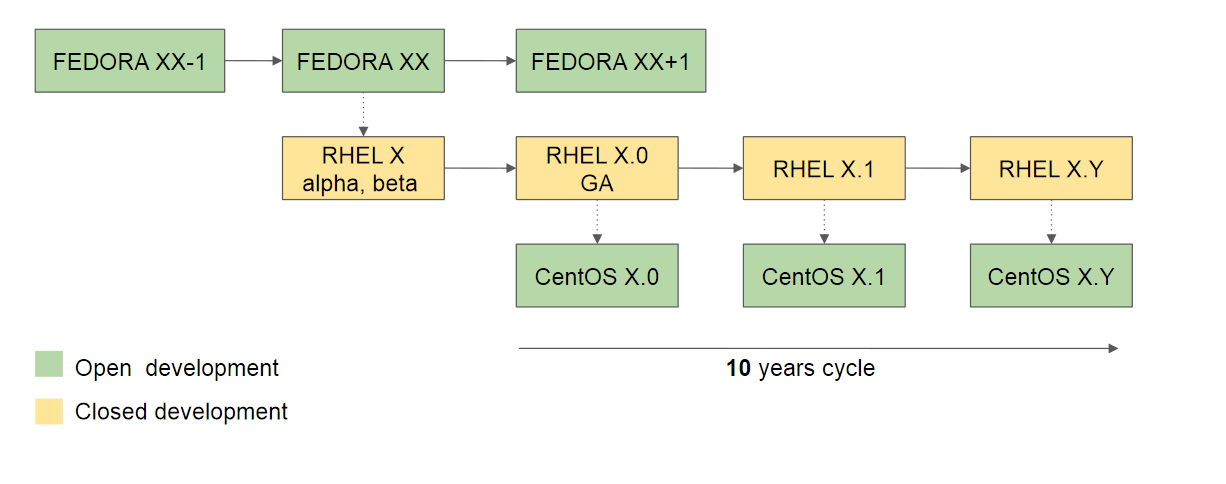 FEDORA XX-1
FEDORA XX
FEDORA XX+1
RHEL X
alpha, beta
RHEL X.0
GA
RHEL X.1
RHEL X.Y
CentOS X.0
CentOS X.1
CentOS X.Y
Open development
10 years cycle
Closed development